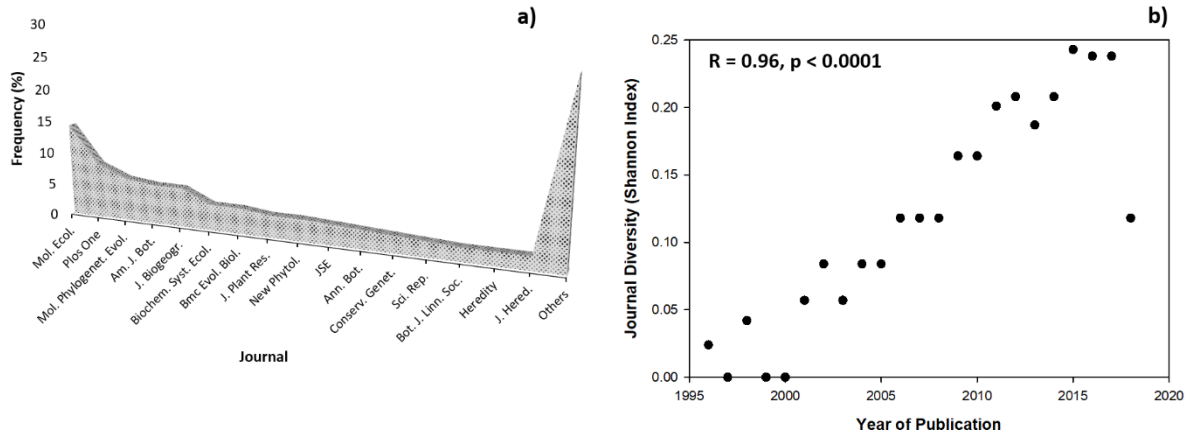 a)
30
25
20
15
10
5
0
Frequency (%)
Mol. Ecol.
Plos One
Mol. Phylogenet. Evol.
Am. J. Bot.
J. Biogeogr.
Biochem. Syst. Ecol.
Bmc Evol. Biol.
J. Plant Res.
New Phytol.
JSE
Ann. Bot.
Conserv. Genet.
Sci. Rep.
Bot. J. Linn. Soc.
Heredity
J. Hered.
Others
Journal
b)
R = 0.96, p < 0.0001
0.25
0.20
0.15
0.10
0.05
0.00
Journal Diversity (Shannon Index)
1995 2000 2005 2010 2015 2020
Year of Publication